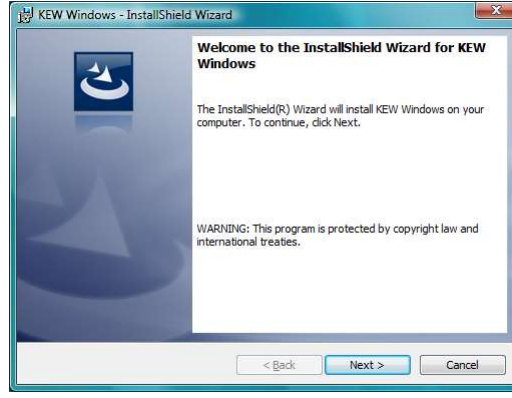 KEW Windows - InstallShield Wizard
Welcome to the InstallShield Wizard for KEW
Windows
The InstallShield(R) Wizard will install KEW Windows on your
computer. To continue, click Next.
WARNING: This program is protected by copyright law and
international treaties.
< Back
Next >
Cancel